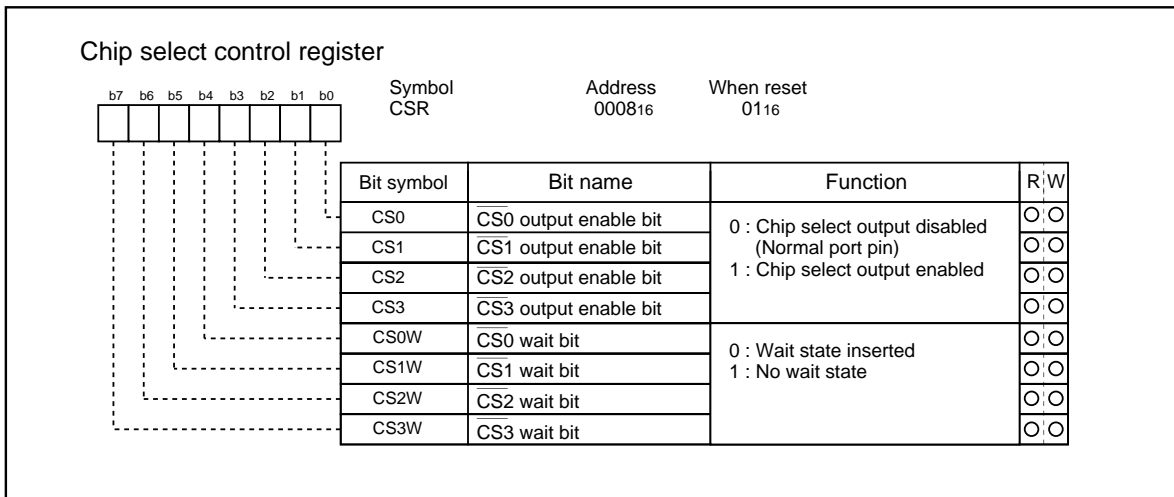 Chip select control register
Symbol Address When reset
b7 b6 b5 b4 b3 b2 b1 b0
CSR 000816 0116
Bit symbol Bit name Function R W
CS0 CS0 output enable bit 0 : Chip select output disabled
(Normal port pin)
1 : Chip select output enabled
CS1 CS1 output enable bit
CS2 CS2 output enable bit
CS3 CS3 output enable bit
CS0W CS0 wait bit 0 : Wait state inserted
1 : No wait state
CS1W CS1 wait bit
CS2W CS2 wait bit
CS3W CS3 wait bit